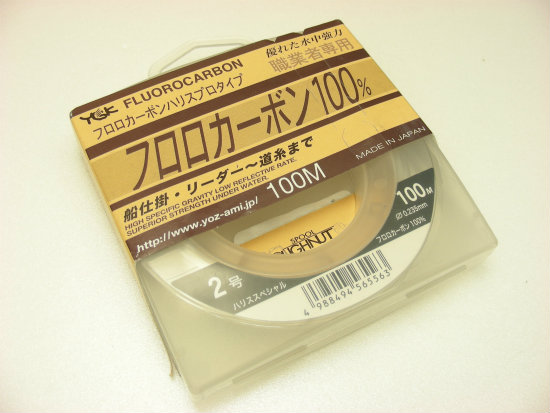 YGK FLUOROCARBON
フロロカーボンハリスプロタイプ
優れた水中強力
職業者専用
フロロカーボン100%
船仕掛・リーダー〜道糸まで
HIGH SPECIFIC GRAVITY LOW REFLECTIVE RATE.
SUPERIOR STRENGTH UNDER WATER.
MADE IN JAPAN
http://www.yoz-ami.jp/ 100M
SPOOL
100M
Ø0.235mm
フロロカーボン100%
2号
ハリススペシャル
4988494565563